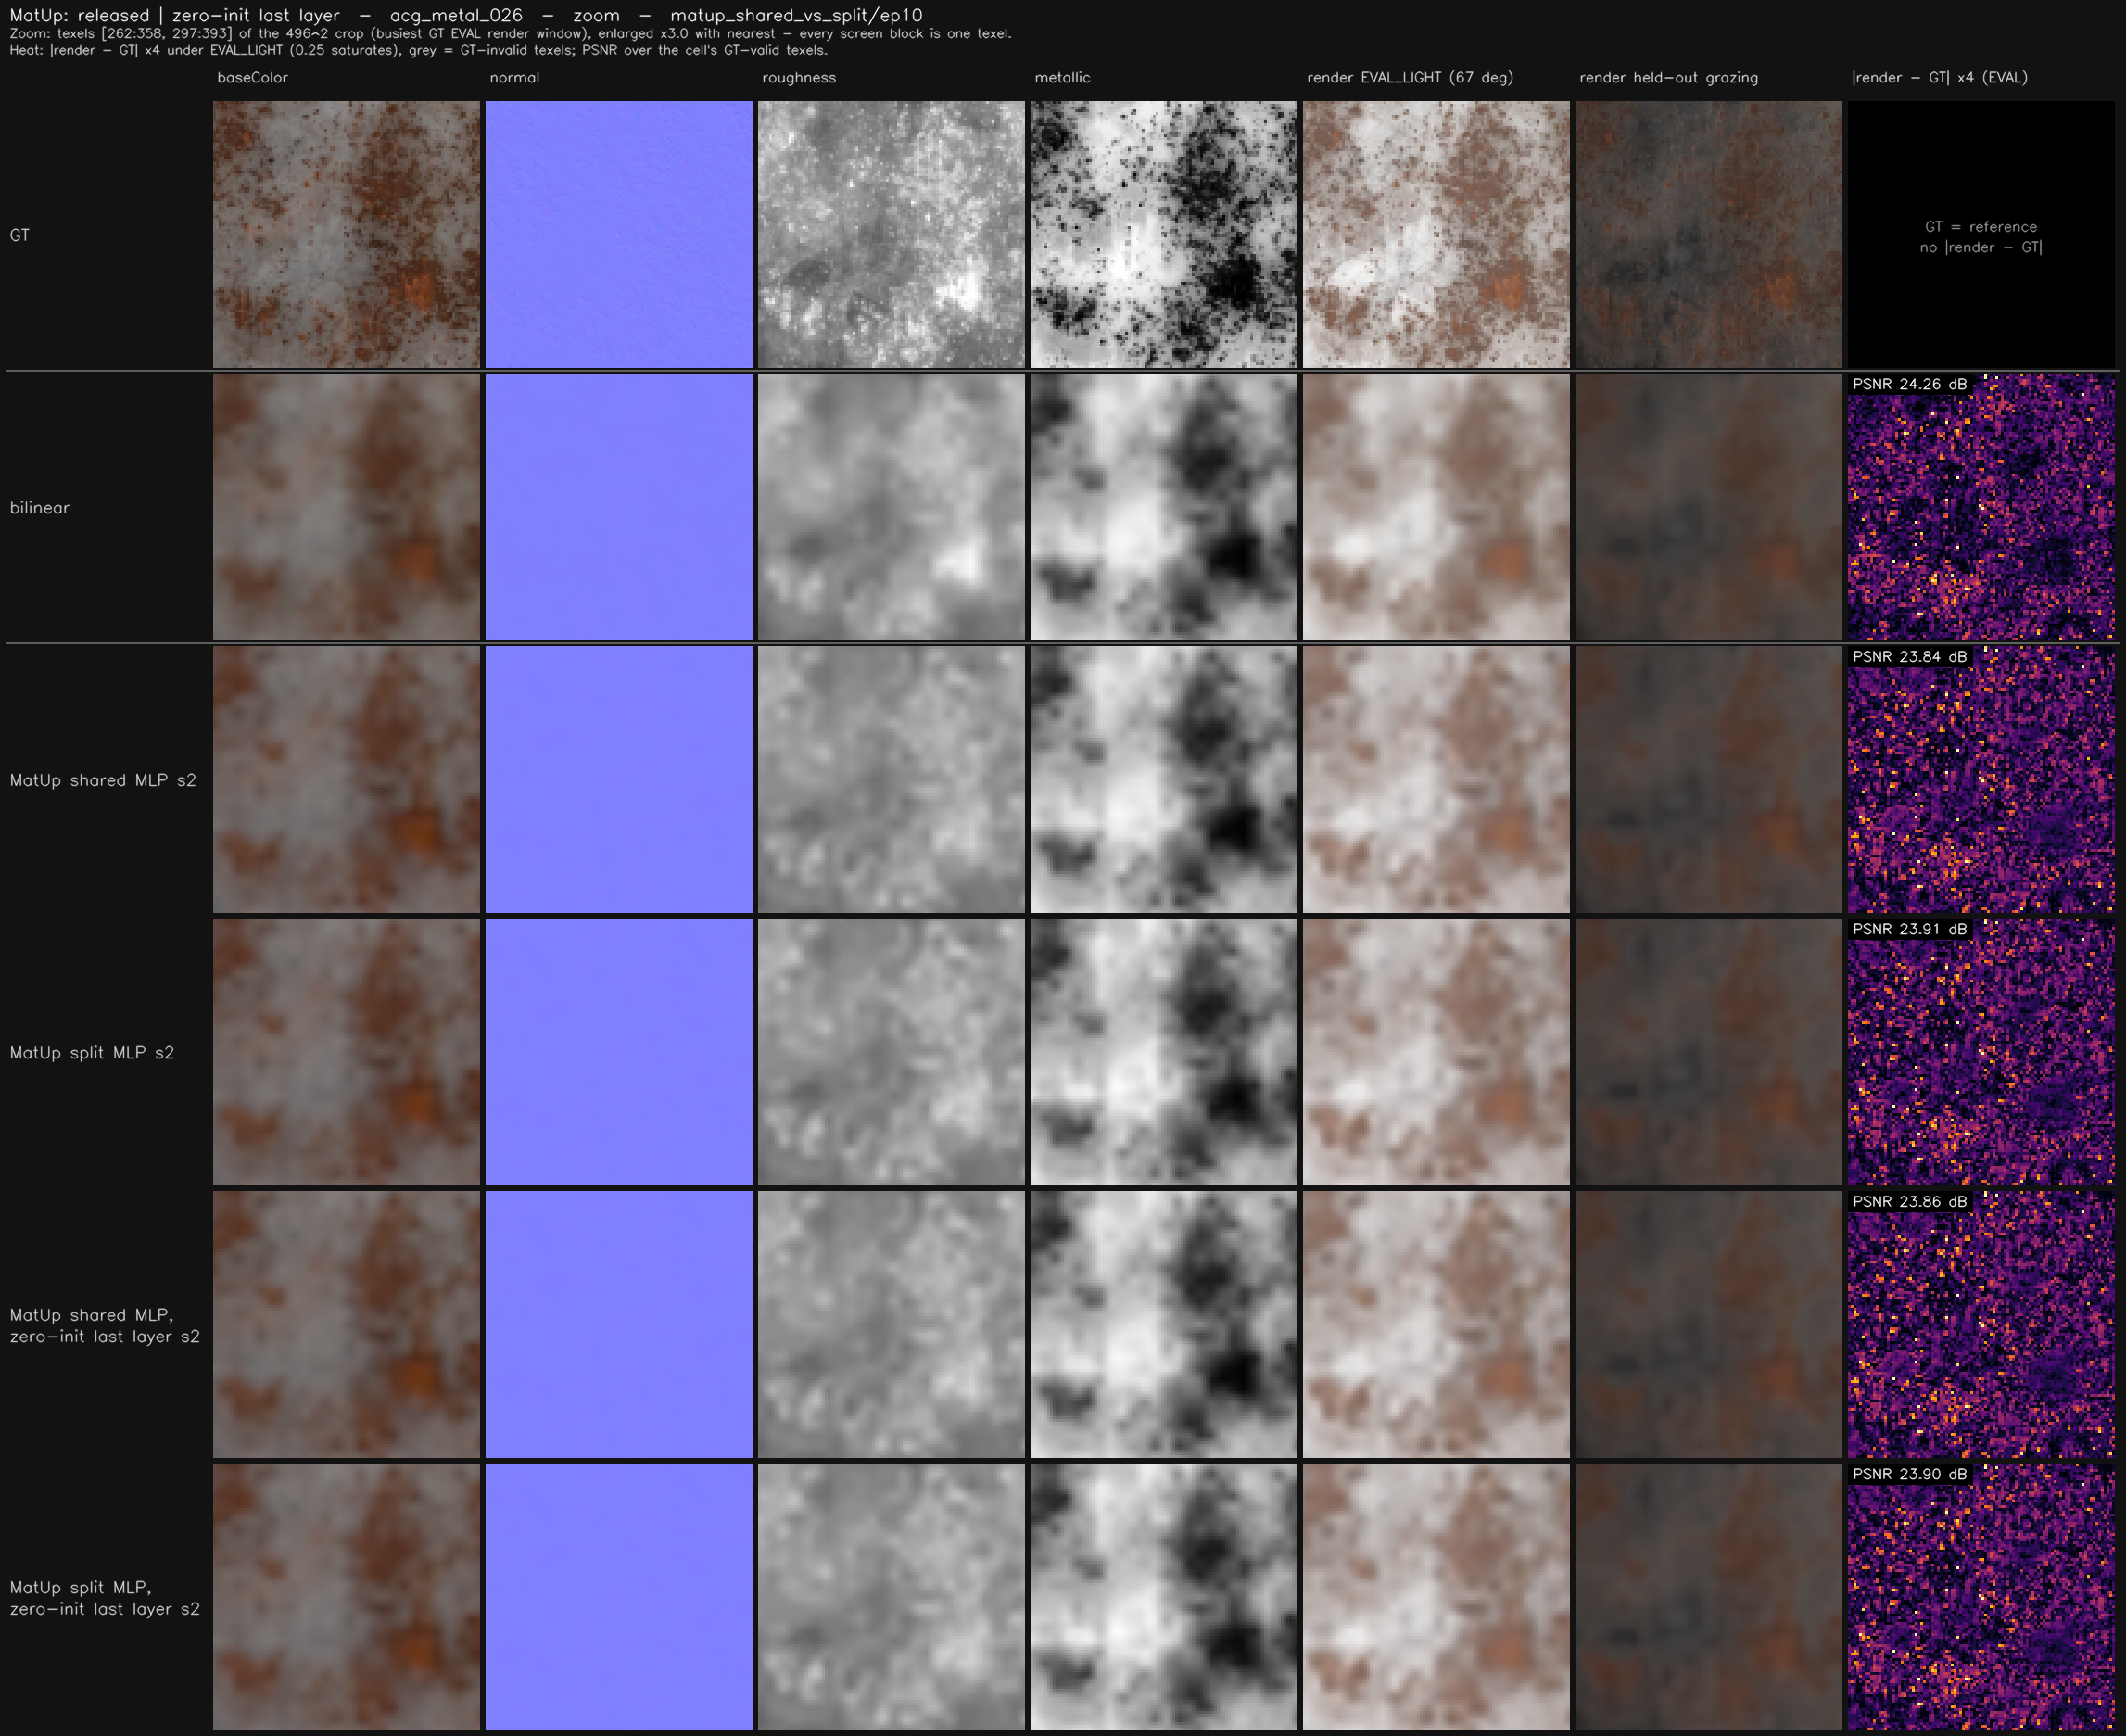 MatUp: released | zero-init last layer — acg_metal_026 — zoom — matup_shared_vs_split/ep10
Zoom: texels [262:358, 297:393] of the 496^2 crop (busiest GT EVAL render window), enlarged x3.0 with nearest — every screen block is one texel.
Heat: |render - GT| x4 under EVAL_LIGHT (0.25 saturates), grey = GT-invalid texels; PSNR over the cell's GT-valid texels.
baseColor normal roughness metallic render EVAL_LIGHT (67 deg) render held-out grazing |render - GT| x4 (EVAL)
GT
GT = reference
no |render - GT|
bilinear
PSNR 24.26 dB
MatUp shared MLP s2
PSNR 23.84 dB
MatUp split MLP s2
PSNR 23.91 dB
MatUp shared MLP,
zero-init last layer s2
PSNR 23.86 dB
MatUp split MLP,
zero-init last layer s2
PSNR 23.90 dB